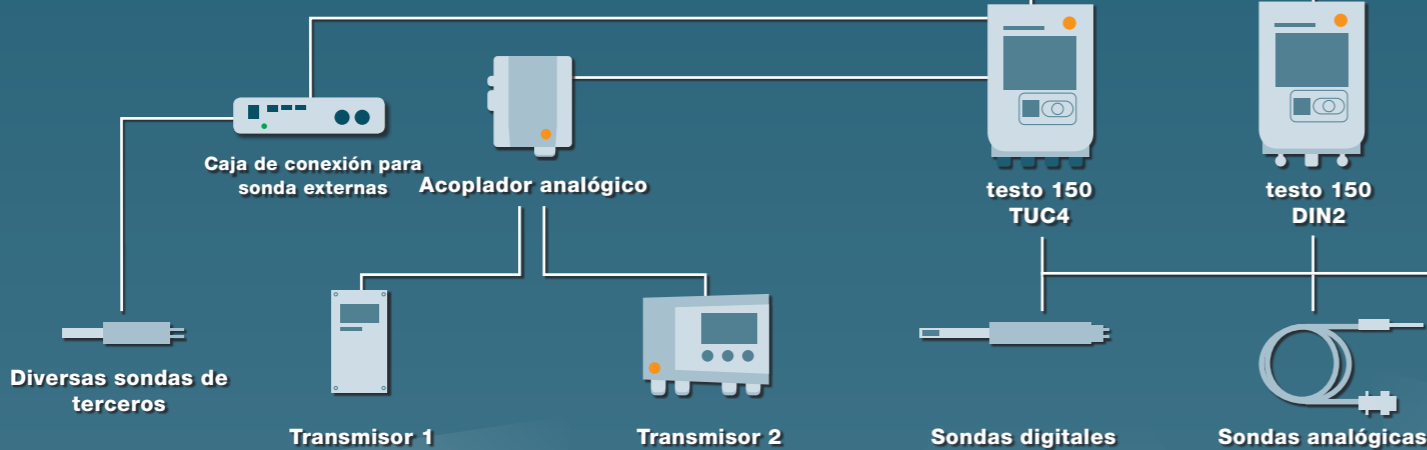 Caja de conexión para
sonda externas
Acoplador analógico
testo 150
TUC4
testo 150
DIN2
Diversas sondas de
terceros
Transmisor 1
Transmisor 2
Sondas digitales
Sondas analógicas